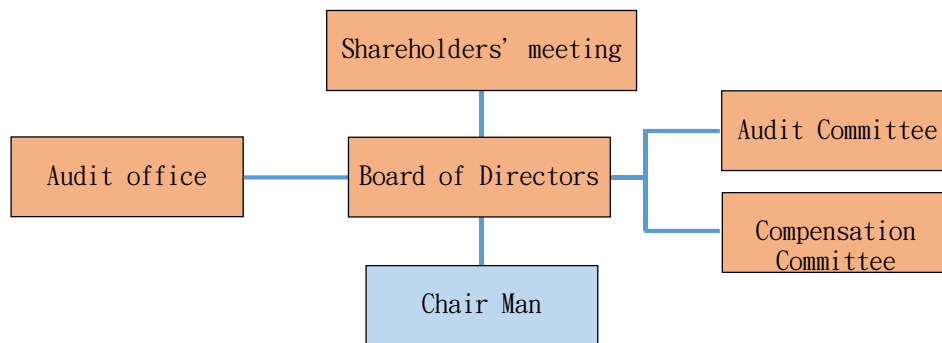 Shareholders' meeting
Audit Committee
Audit office
Board of Directors
Compensation
Committee
Chair Man